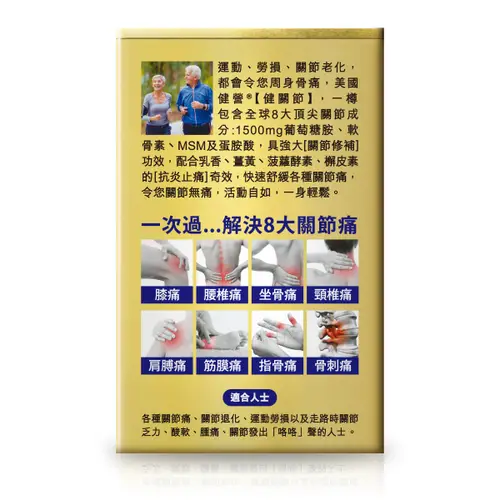 運動、勞損、關節老化，
都會令您周身骨痛，美國
健營®【健關節】，一樽
包含全球8大頂尖關節成
分:1500mg葡萄糖胺、軟
骨素、MSM及蛋胺酸，具強大[關節修補]
功效，配合乳香、薑黃、菠蘿酵素、槲皮素
的[抗炎止痛]奇效，快速舒緩各種關節痛，
令您關節無痛，活動自如，一身輕鬆。
一次過...解決8大關節痛
膝痛
腰椎痛
坐骨痛
頸椎痛
肩膊痛
筋膜痛
指骨痛
骨刺痛
適合人士
各種關節痛、關節退化、運動勞損以及走路時關節
乏力、酸軟、腫痛、關節發出「咯咯」聲的人士。